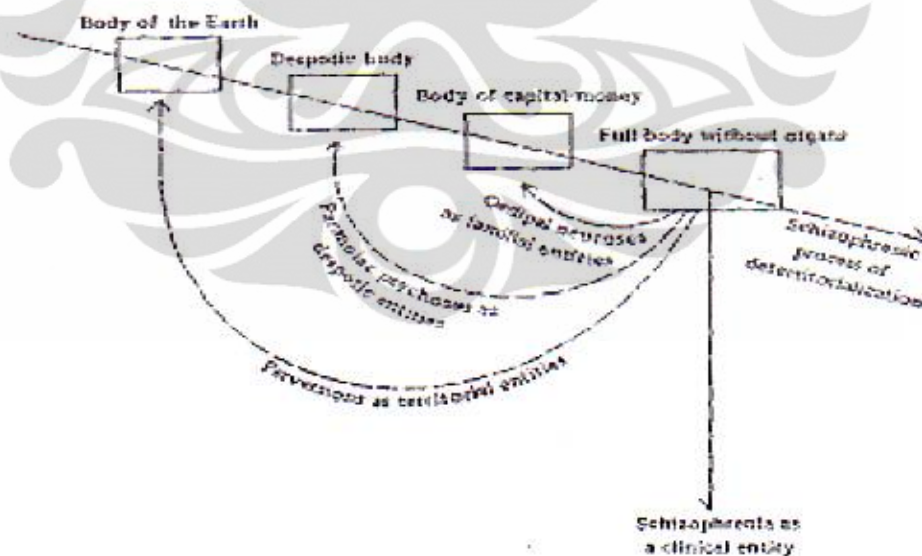 Body of the Earth
Despotic body
Body of capital-money
Full body without organs
Oedipal neuroses
as familial entities
Paranoiac psychoses as
despotic entities
Perversions as territorial entities
Schizophrenic
process of
deterritorialization
Schizophrenia as
a clinical entity